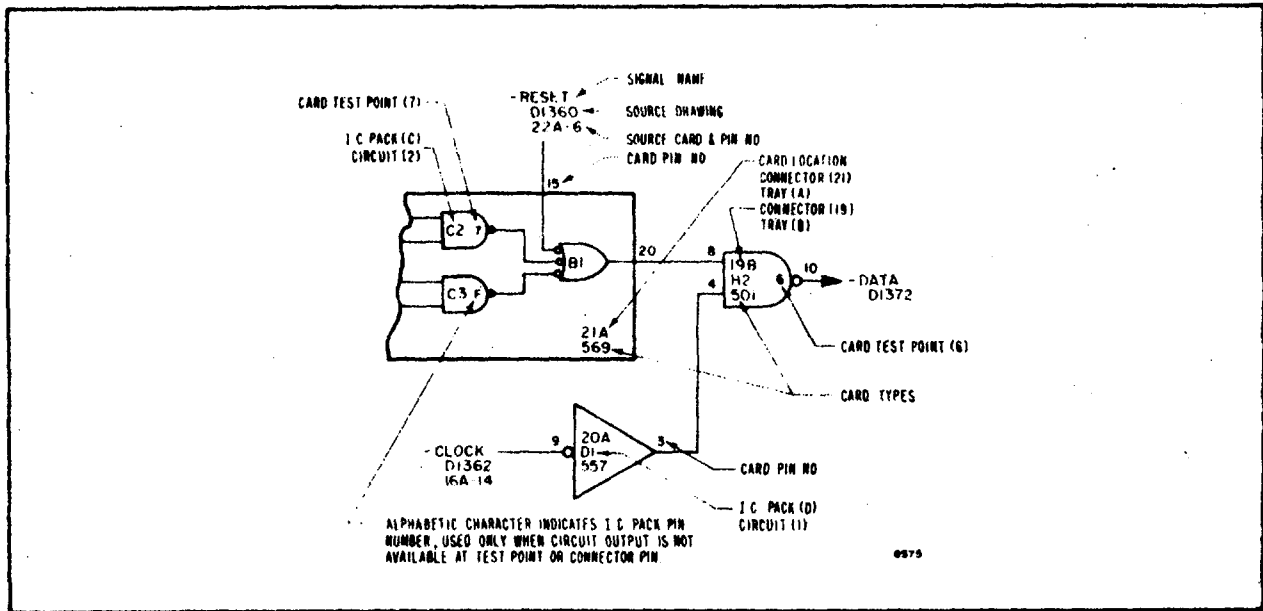 SIGNAL NAME
-RESET
D1360
SOURCE DRAWING
22A-6
SOURCE CARD & PIN NO
CARD PIN NO
15
CARD TEST POINT (7)
I C PACK (C)
CIRCUIT (2)
CARD LOCATION
CONNECTOR (21)
TRAY (A)
CONNECTOR (19)
TRAY (B)
C2 7
B1
20
8
19B
H2
501
6
10
-DATA
D1372
C3 F
4
21A
569
CARD TEST POINT (6)
CARD TYPES
-CLOCK
D1362
16A-14
9
20A
D1
557
3
CARD PIN NO
I C PACK (D)
CIRCUIT (1)
ALPHABETIC CHARACTER INDICATES I C PACK PIN
NUMBER, USED ONLY WHEN CIRCUIT OUTPUT IS NOT
AVAILABLE AT TEST POINT OR CONNECTOR PIN
0575